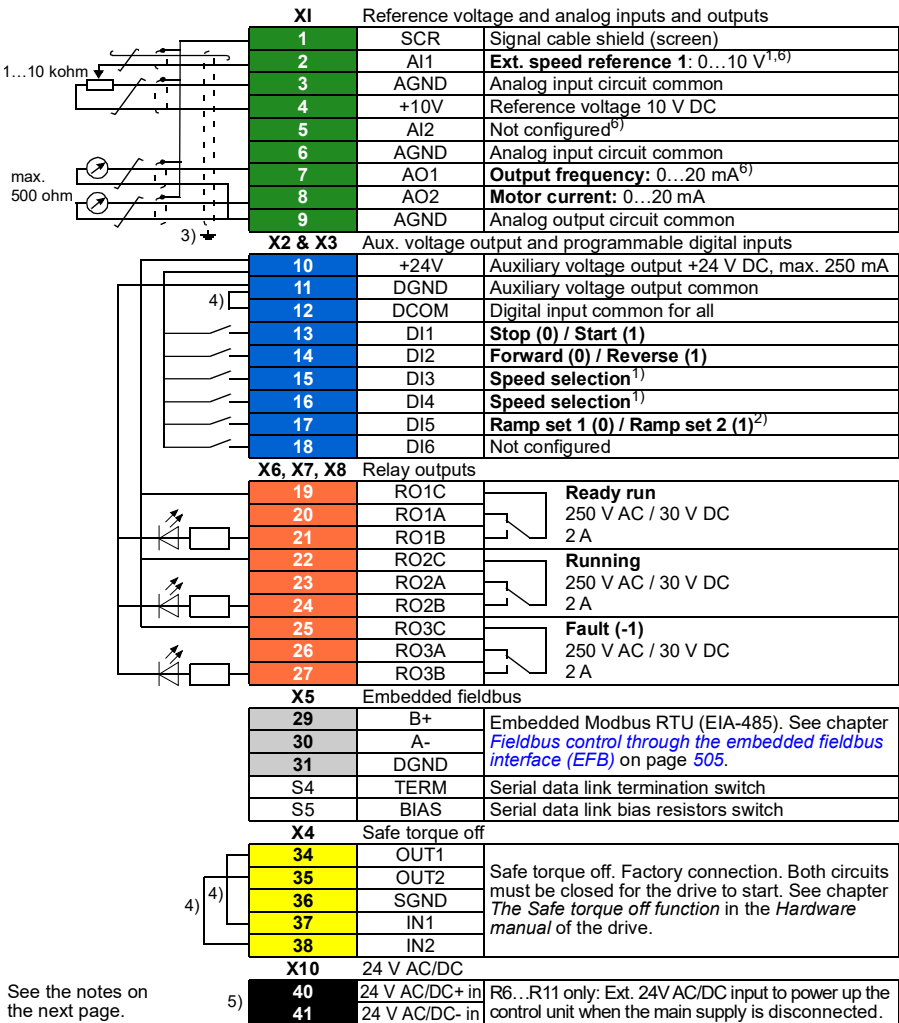 XI Reference voltage and analog inputs and outputs
1 SCR Signal cable shield (screen)
2 AI1 Ext. speed reference 1: 0…10 V1,6)
1…10 kohm
3 AGND Analog input circuit common
4 +10V Reference voltage 10 V DC
5 AI2 Not configured6)
6 AGND Analog input circuit common
7 AO1 Output frequency: 0…20 mA6)
max.
500 ohm
8 AO2 Motor current: 0…20 mA
9 AGND Analog output circuit common
3)
X2 & X3 Aux. voltage output and programmable digital inputs
10 +24V Auxiliary voltage output +24 V DC, max. 250 mA
11 DGND Auxiliary voltage output common
4)
12 DCOM Digital input common for all
13 DI1 Stop (0) / Start (1)
14 DI2 Forward (0) / Reverse (1)
15 DI3 Speed selection1)
16 DI4 Speed selection1)
17 DI5 Ramp set 1 (0) / Ramp set 2 (1)2)
18 DI6 Not configured
X6, X7, X8 Relay outputs
19 RO1C Ready run
20 RO1A 250 V AC / 30 V DC
21 RO1B 2 A
22 RO2C Running
23 RO2A 250 V AC / 30 V DC
24 RO2B 2 A
25 RO3C Fault (-1)
26 RO3A 250 V AC / 30 V DC
27 RO3B 2 A
X5 Embedded fieldbus
29 B+ Embedded Modbus RTU (EIA-485). See chapter
30 A- Fieldbus control through the embedded fieldbus
31 DGND interface (EFB) on page 505.
S4 TERM Serial data link termination switch
S5 BIAS Serial data link bias resistors switch
X4 Safe torque off
34 OUT1
35 OUT2
36 SGND
37 IN1
38 IN2
Safe torque off. Factory connection. Both circuits
must be closed for the drive to start. See chapter
The Safe torque off function in the Hardware
manual of the drive.
4)
4)
X10 24 V AC/DC
40 24 V AC/DC+ in R6…R11 only: Ext. 24V AC/DC input to power up the
41 24 V AC/DC- in control unit when the main supply is disconnected.
5)
See the notes on
the next page.